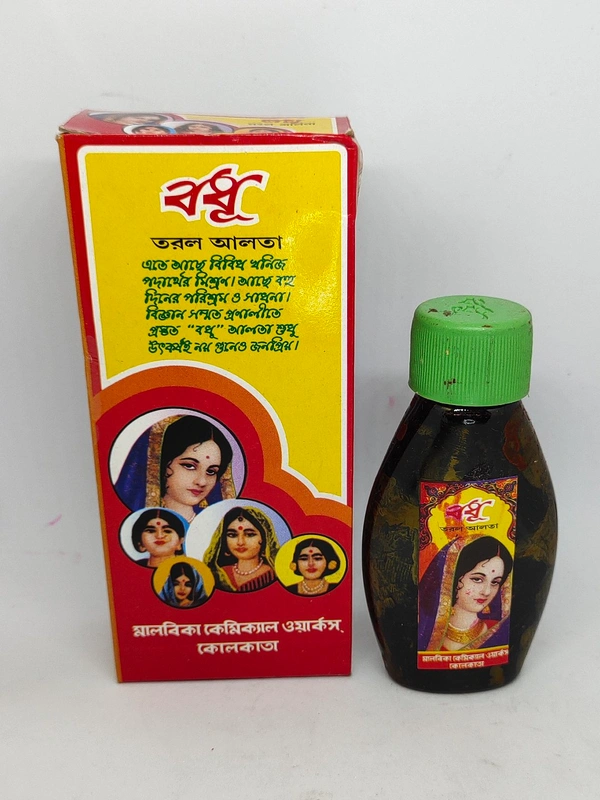 বধূ
তরল আলতা
এতে আছে বিবিধ খনিজ
পদার্থের মিশ্রণ। আছে বহু
দিনের পরিশ্রম ও সাধনা।
বিজ্ঞান সম্মত প্রণালীতে
প্রস্তুত “বধূ” আলতা শুধু
উৎকর্ষই নয় গুনেও জনপ্রিয়।
মালবিকা কেমিক্যাল ওয়ার্কস্
কোলকাতা
বধূ
তরল আলতা
মালবিকা কেমিক্যাল ওয়ার্কস্
কোলকাতা